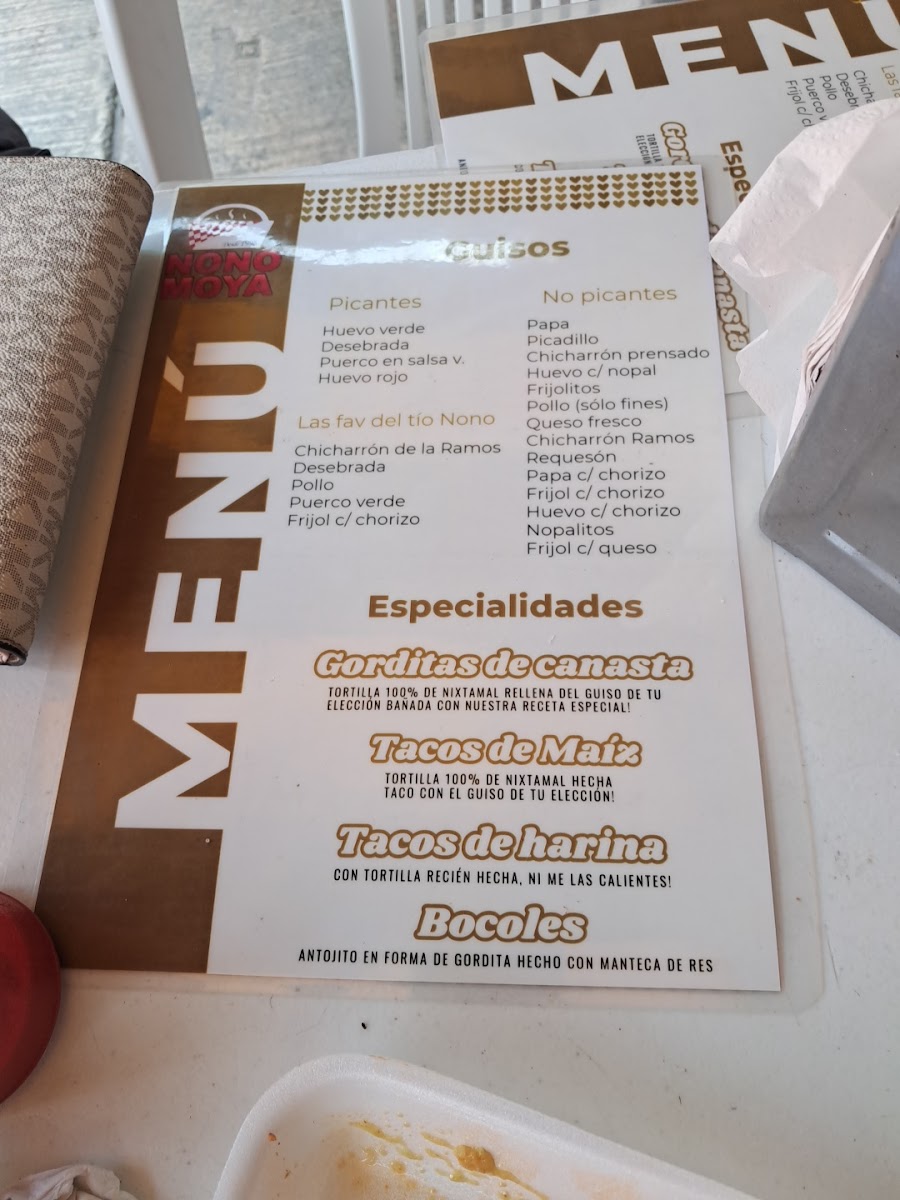 NONO
MOYA
MENÚ
Guisos
Picantes
Huevo verde
Desebrada
Puerco en salsa v.
Huevo rojo
Las fav del tío Nono
Chicharrón de la Ramos
Desebrada
Pollo
Puerco verde
Frijol c/ chorizo
No picantes
Papa
Picadillo
Chicharrón prensado
Huevo c/ nopal
Frijolitos
Pollo (sólo fines)
Queso fresco
Chicharrón Ramos
Requesón
Papa c/ chorizo
Frijol c/ chorizo
Huevo c/ chorizo
Nopalitos
Frijol c/ queso
Especialidades
Gorditas de canasta
TORTILLA 100% DE NIXTAMAL RELLENA DEL GUISO DE TU
ELECCIÓN BAÑADA CON NUESTRA RECETA ESPECIAL!
Tacos de Maíz
TORTILLA 100% DE NIXTAMAL HECHA
TACO CON EL GUISO DE TU ELECCIÓN!
Tacos de harina
CON TORTILLA RECIÉN HECHA, NI ME LAS CALIENTES!
Bocoles
ANTOJITO EN FORMA DE GORDITA HECHO CON MANTECA DE RES
MENÚ
Pollo
Puerco v
Frijol c/